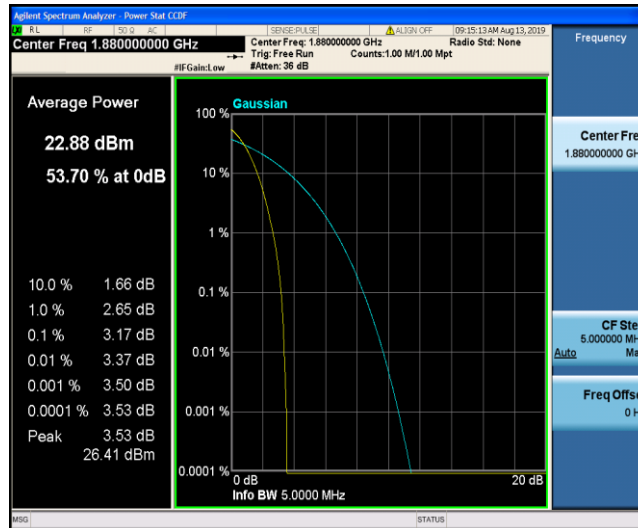 Agilent Spectrum Analyzer - Power Stat CCDF
RL RF 50 Ω AC SENSE:PULSE ALIGN OFF 09:15:13 AM Aug 13, 2019
Center Freq 1.880000000 GHz
Center Freq: 1.880000000 GHz Radio Std: None
Trig: Free Run Counts:1.00 M/1.00 Mpt
#IFGain:Low #Atten: 36 dB
Frequency
Average Power
22.88 dBm
53.70 % at 0dB
10.0 % 1.66 dB
1.0 % 2.65 dB
0.1 % 3.17 dB
0.01 % 3.37 dB
0.001 % 3.50 dB
0.0001 % 3.53 dB
Peak 3.53 dB
26.41 dBm
Gaussian
100 %
10 %
1 %
0.1 %
0.01 %
0.001 %
0.0001 %
0 dB 20 dB
Info BW 5.0000 MHz
Center Fre
1.880000000 GH
CF Ste
5.000000 MH
Auto Ma
Freq Offs
0 H
MSG STATUS